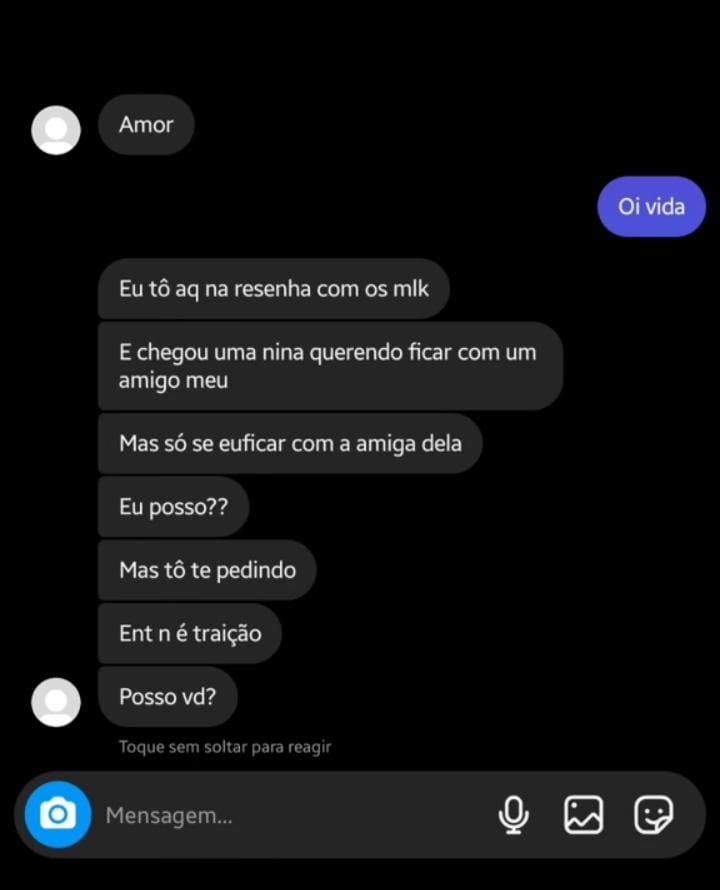 Amor
Oi vida
Eu tô aq na resenha com os mlk
E chegou uma nina querendo ficar com um
amigo meu
Mas só se euficar com a amiga dela
Eu posso??
Mas tô te pedindo
Ent n é traição
Posso vd?
Toque sem soltar para reagir
Mensagem...